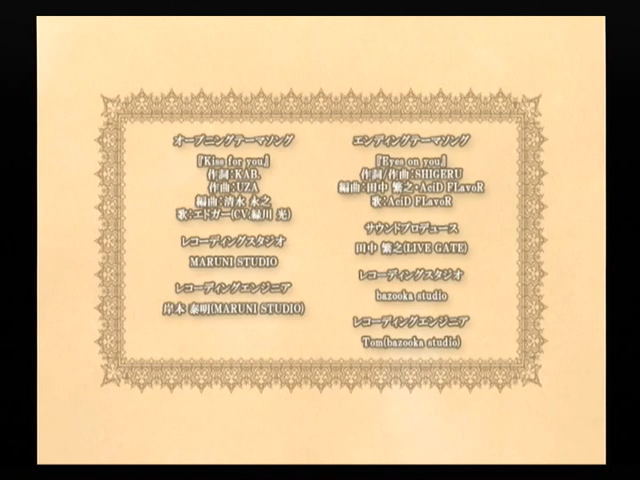 オープニングテーマソング
『Kiss for you』
作詞：KAB.
作曲：UZA
編曲：清水 永之
歌：エドガー(CV:緑川 光)
レコーディングスタジオ
MARUNI STUDIO
レコーディングエンジニア
岸本 泰明(MARUNI STUDIO)
エンディングテーマソング
『Eyes on you』
作詞/作曲：SHIGERU
編曲：田中 繁之・AciD FLavoR
歌：AciD FLavoR
サウンドプロデュース
田中 繁之(LIVE GATE)
レコーディングスタジオ
bazooka studio
レコーディングエンジニア
Tom(bazooka studio)